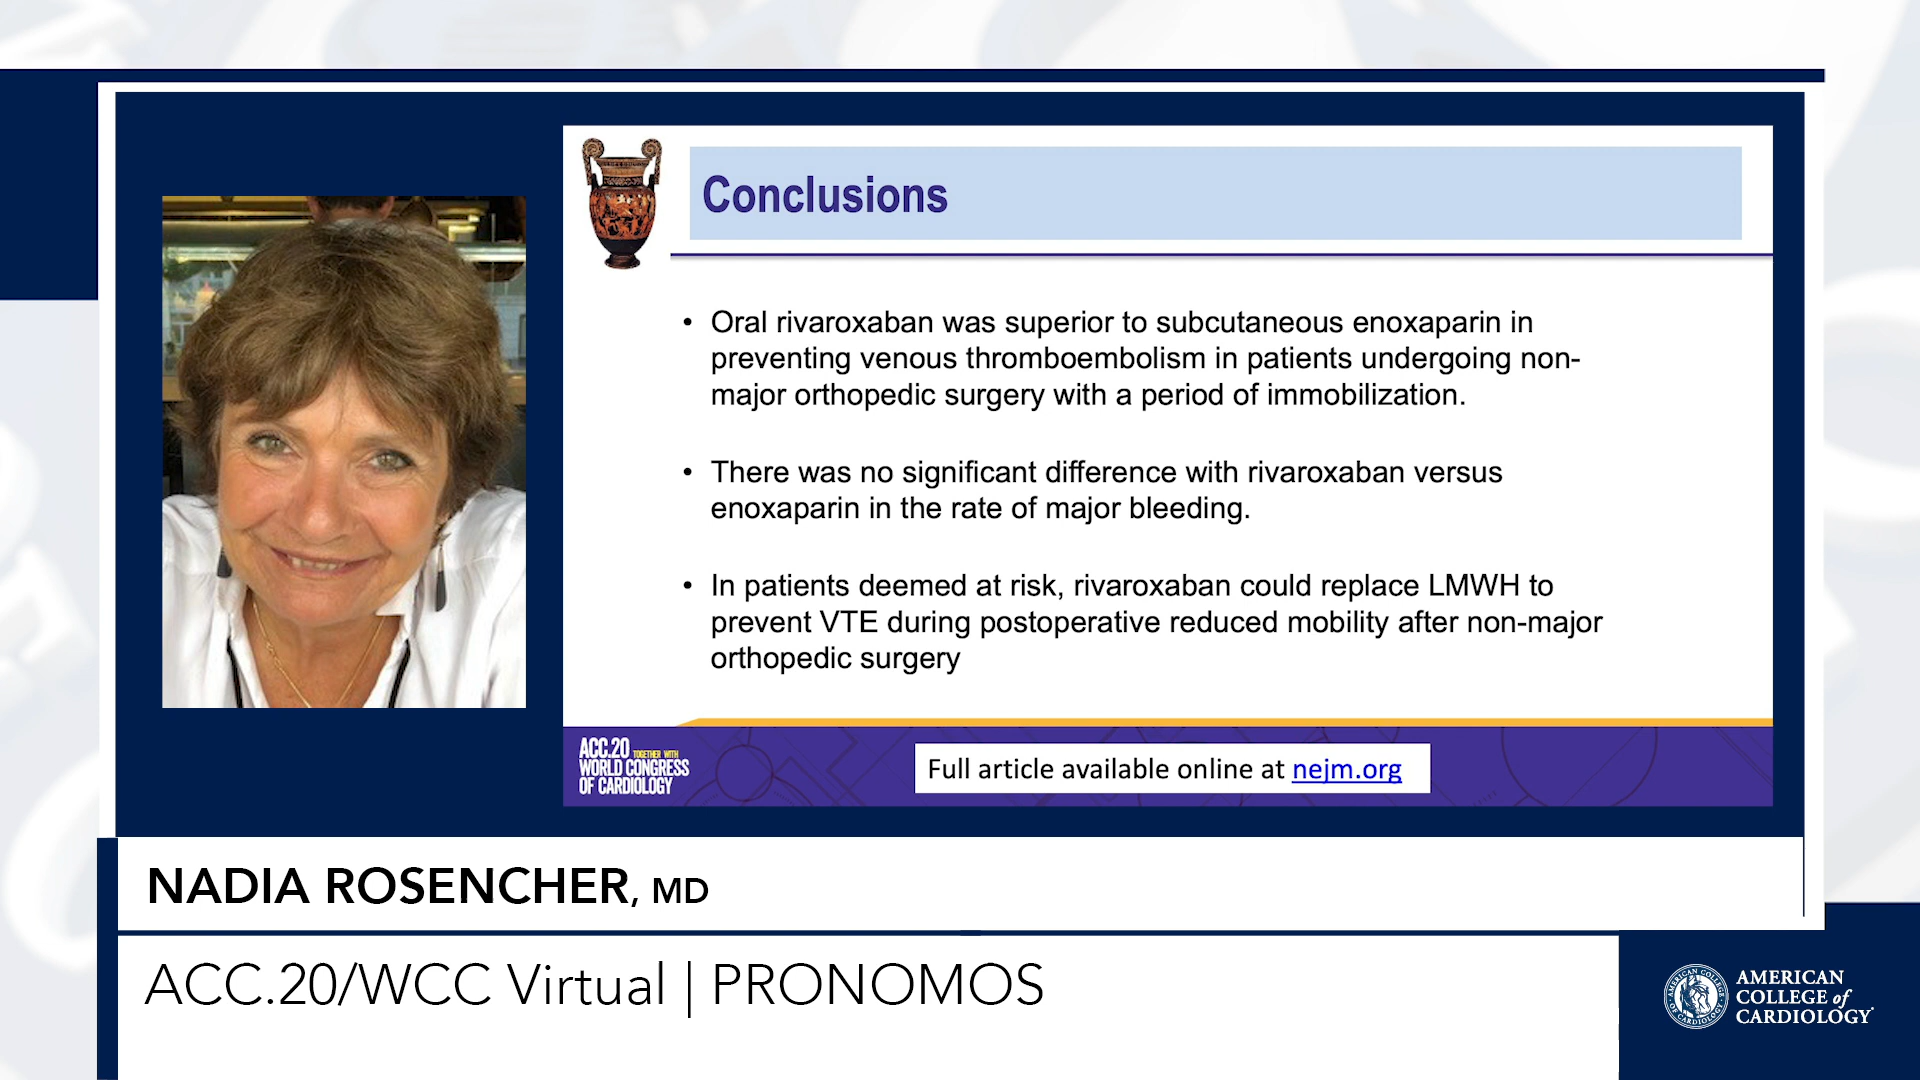 Conclusions
• Oral rivaroxaban was superior to subcutaneous enoxaparin in
preventing venous thromboembolism in patients undergoing non-
major orthopedic surgery with a period of immobilization.
• There was no significant difference with rivaroxaban versus
enoxaparin in the rate of major bleeding.
• In patients deemed at risk, rivaroxaban could replace LMWH to
prevent VTE during postoperative reduced mobility after non-major
orthopedic surgery
ACC.20 TOGETHER WITH
WORLD CONGRESS
OF CARDIOLOGY
Full article available online at nejm.org
NADIA ROSENCHER, MD
ACC.20/WCC Virtual | PRONOMOS
AMERICAN
COLLEGE of
CARDIOLOGY